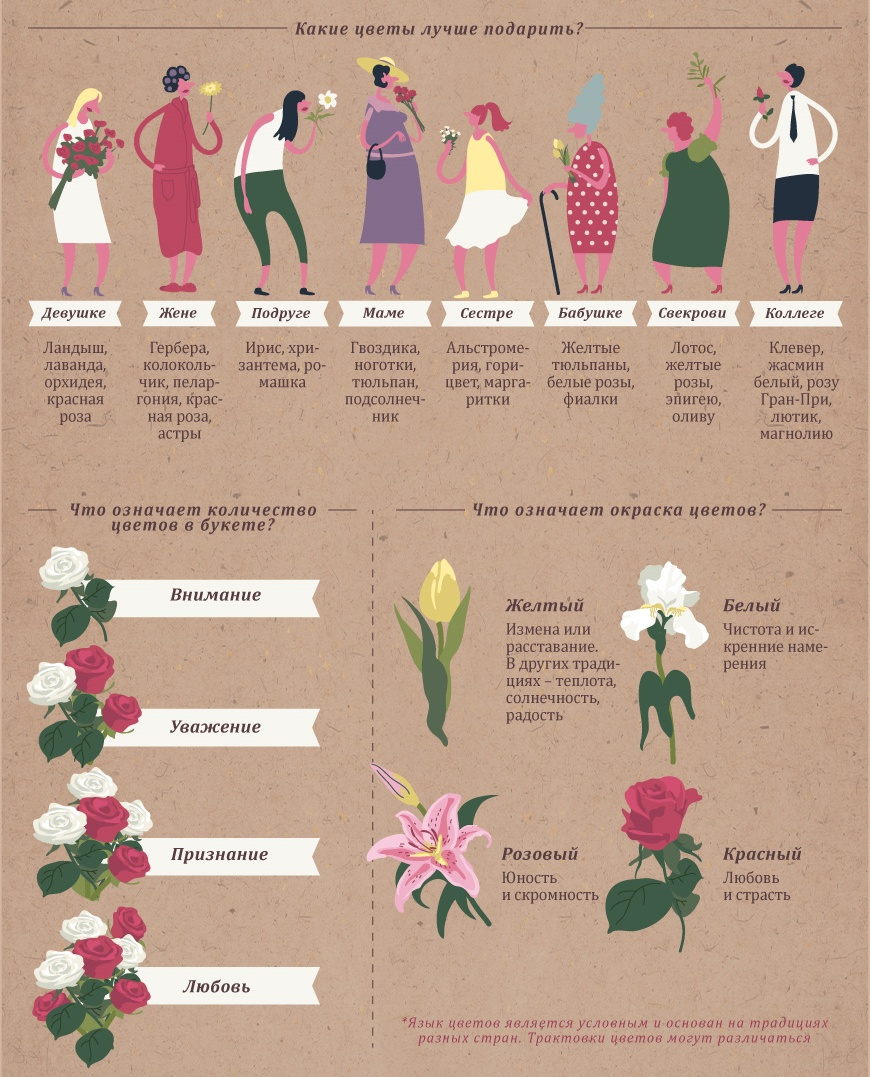 Какие цветы лучше подарить?
Девушке
Жене
Подруге
Маме
Сестре
Бабушке
Свекрови
Коллеге
Ландыш,
лаванда,
орхидея,
красная
роза
Гербера,
колоколь-
чик, пелар-
гония, крас-
ная роза,
астры
Ирис, хри-
зантема, ро-
машка
Гвоздика,
ноготки,
тюльпан,
подсолнеч-
ник
Альстроме-
рия, гори-
цвет, марга-
ритки
Желтые
тюльпаны,
белые розы,
фиалки
Лотос,
желтые
розы,
эпигею,
оливу
Клевер,
жасмин
белый, розу
Гран-При,
лютик,
магнолию
Что означает количество
цветов в букете?
Внимание
Уважение
Признание
Любовь
Что означает окраска цветов?
Желтый
Измена или
расставание.
В других тради-
циях – теплота,
солнечность,
радость
Белый
Чистота и ис-
кренние наме-
рения
Розовый
Юность
и скромность
Красный
Любовь
и страсть
*Язык цветов является условным и основан на традициях
разных стран. Трактовки цветов могут различаться